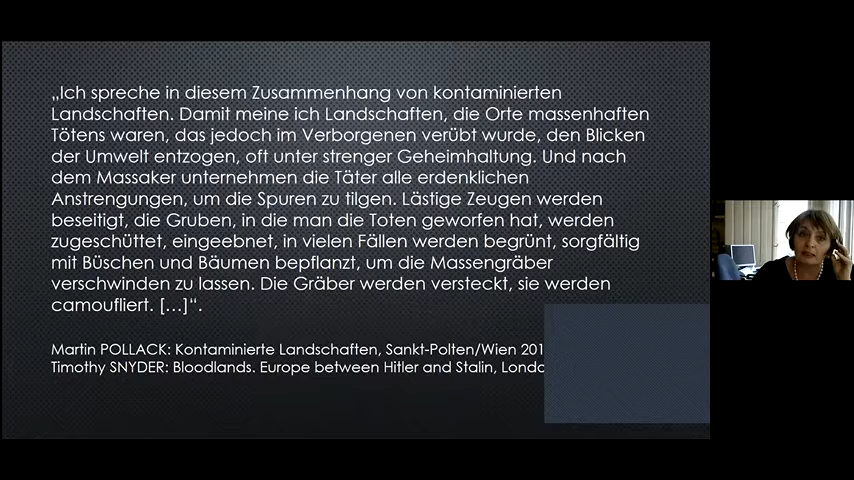 „Ich spreche in diesem Zusammenhang von kontaminierten
Landschaften. Damit meine ich Landschaften, die Orte massenhaften
Tötens waren, das jedoch im Verborgenen verübt wurde, den Blicken
der Umwelt entzogen, oft unter strenger Geheimhaltung. Und nach
dem Massaker unternehmen die Täter alle erdenklichen
Anstrengungen, um die Spuren zu tilgen. Lästige Zeugen werden
beseitigt, die Gruben, in die man die Toten geworfen hat, werden
zugeschüttet, eingeebnet, in vielen Fällen werden begrünt, sorgfältig
mit Büschen und Bäumen bepflanzt, um die Massengräber
verschwinden zu lassen. Die Gräber werden versteckt, sie werden
camoufliert. […]“.
Martin POLLACK: Kontaminierte Landschaften, Sankt-Polten/Wien 201
Timothy SNYDER: Bloodlands. Europe between Hitler and Stalin,